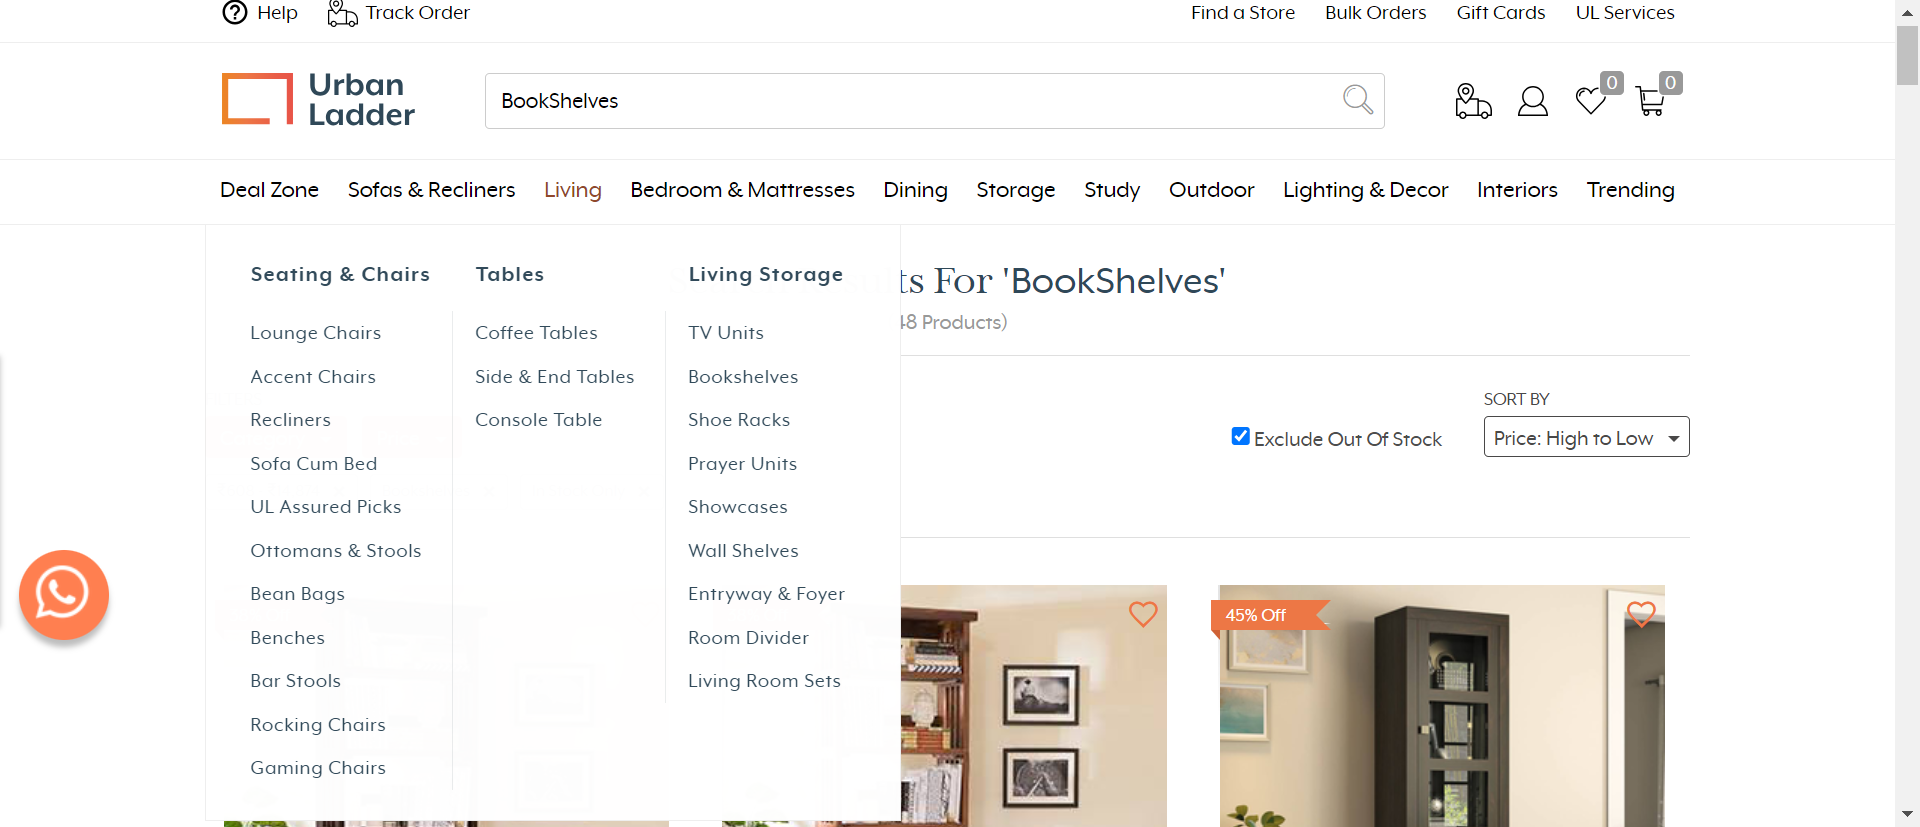 Help
Track Order
Find a Store
Bulk Orders
Gift Cards
UL Services
Urban
Ladder
BookShelves
0
0
Deal Zone
Sofas & Recliners
Living
Bedroom & Mattresses
Dining
Storage
Study
Outdoor
Lighting & Decor
Interiors
Trending
Seating & Chairs
Lounge Chairs
Accent Chairs
Recliners
Sofa Cum Bed
UL Assured Picks
Ottomans & Stools
Bean Bags
Benches
Bar Stools
Rocking Chairs
Gaming Chairs
Tables
Coffee Tables
Side & End Tables
Console Table
Living Storage
TV Units
Bookshelves
Shoe Racks
Prayer Units
Showcases
Wall Shelves
Entryway & Foyer
Room Divider
Living Room Sets
For 'BookShelves'
Products)
Exclude Out Of Stock
SORT BY
Price: High to Low
45% Off